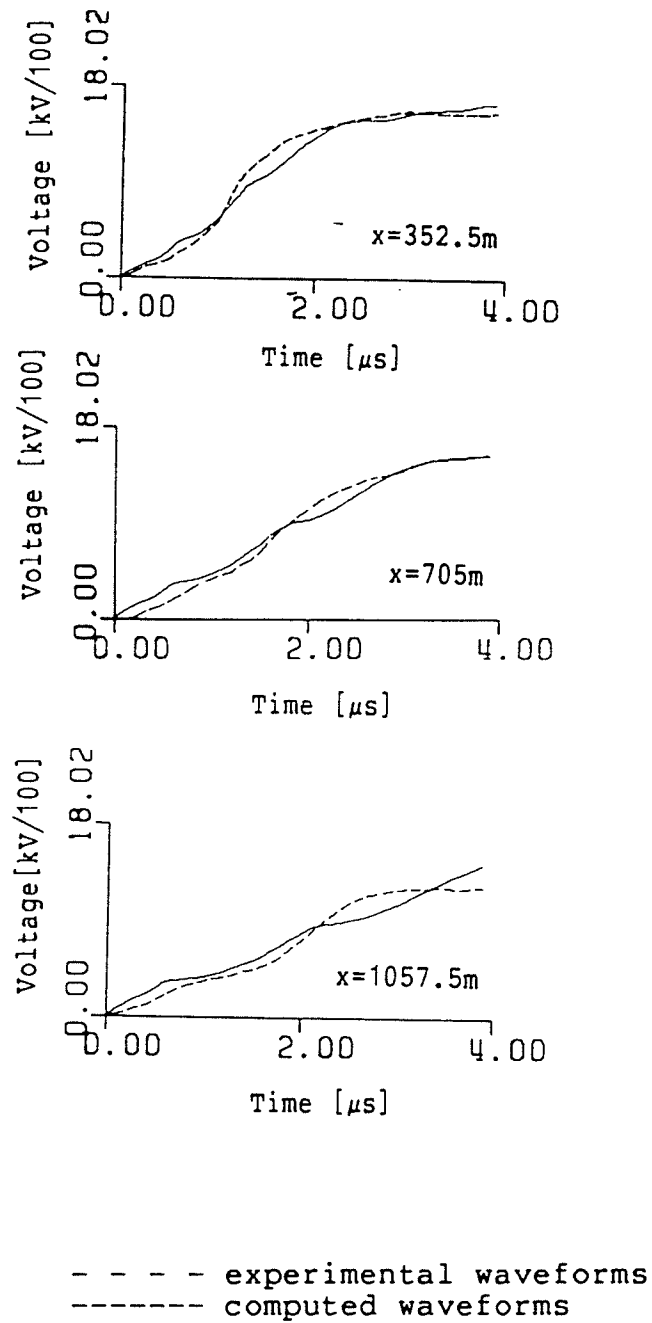 18.02
Voltage [kV/100]
0.00
x=352.5m
0.00 2.00 4.00
Time [μs]
18.02
Voltage [kV/100]
0.00
x=705m
0.00 2.00 4.00
Time [μs]
18.02
Voltage[kV/100]
0.00
x=1057.5m
0.00 2.00 4.00
Time [μs]
experimental waveforms
computed waveforms